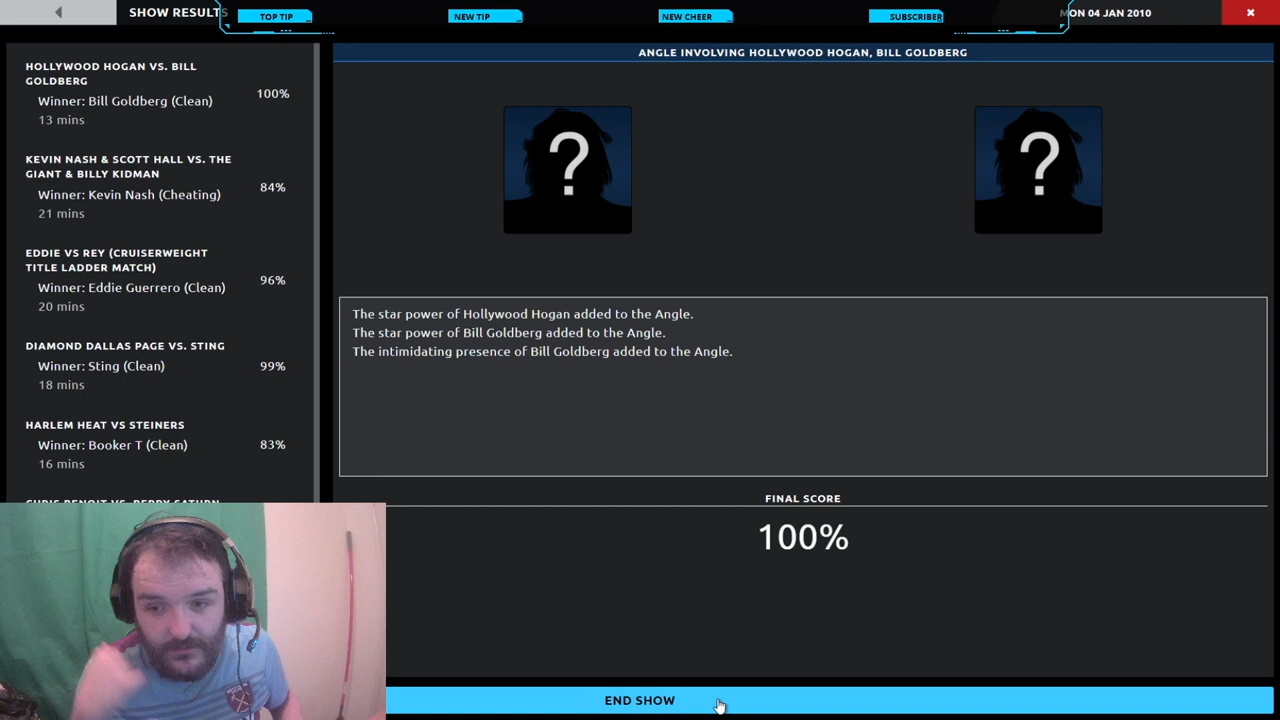 SHOW RESULTS
TOP TIP
NEW TIP
NEW CHEER
SUBSCRIBER
MON 04 JAN 2010
HOLLYWOOD HOGAN VS. BILL
GOLDBERG
100%
Winner: Bill Goldberg (Clean)
13 mins
KEVIN NASH & SCOTT HALL VS. THE
GIANT & BILLY KIDMAN
84%
Winner: Kevin Nash (Cheating)
21 mins
EDDIE VS REY (CRUISERWEIGHT
TITLE LADDER MATCH)
96%
Winner: Eddie Guerrero (Clean)
20 mins
DIAMOND DALLAS PAGE VS. STING
99%
Winner: Sting (Clean)
18 mins
HARLEM HEAT VS STEINERS
83%
Winner: Booker T (Clean)
16 mins
CHRIS BENOIT VS. PERRY SATURN
ANGLE INVOLVING HOLLYWOOD HOGAN, BILL GOLDBERG
?
?
The star power of Hollywood Hogan added to the Angle.
The star power of Bill Goldberg added to the Angle.
The intimidating presence of Bill Goldberg added to the Angle.
FINAL SCORE
100%
END SHOW